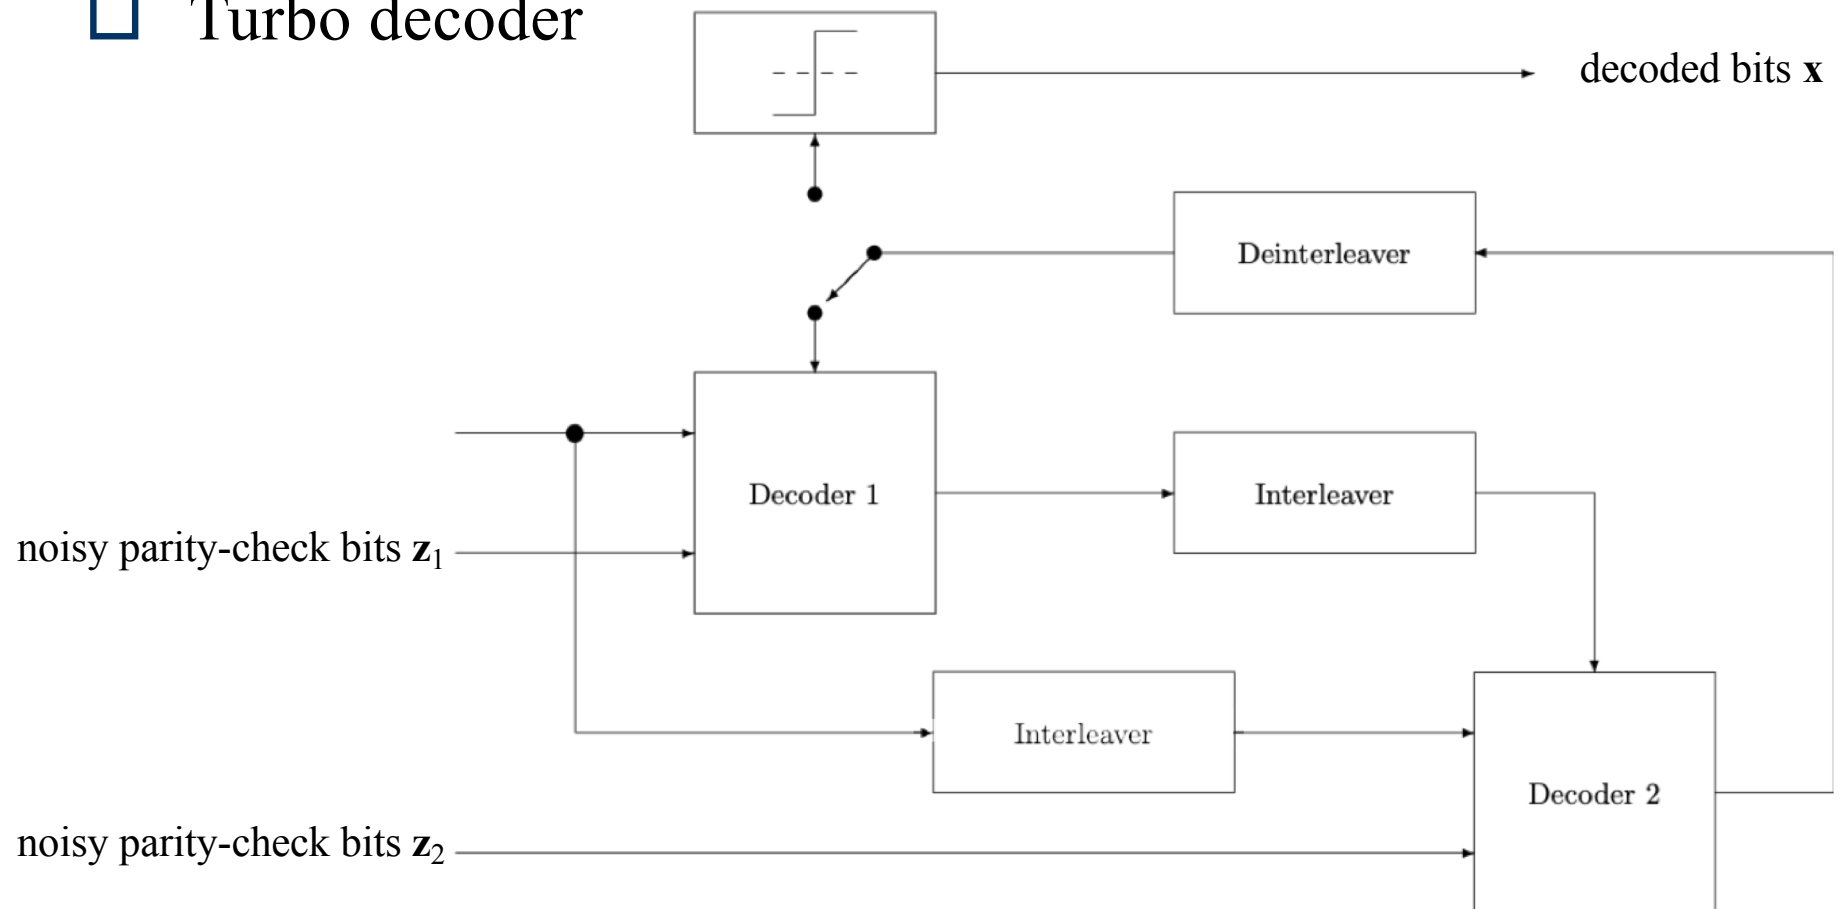 Turbo decoder
decoded bits x
Deinterleaver
Decoder 1
Interleaver
noisy parity-check bits z₁
Interleaver
Decoder 2
noisy parity-check bits z₂